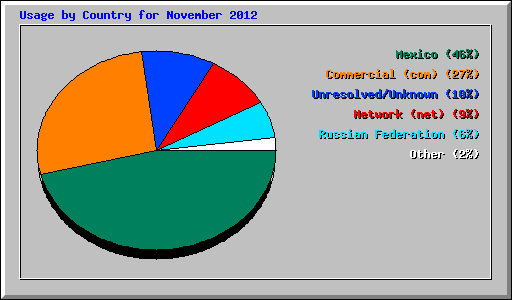 Usage by Country for November 2012
Mexico (46%)
Commercial (com) (27%)
Unresolved/Unknown (10%)
Network (net) (9%)
Russian Federation (6%)
Other (2%)